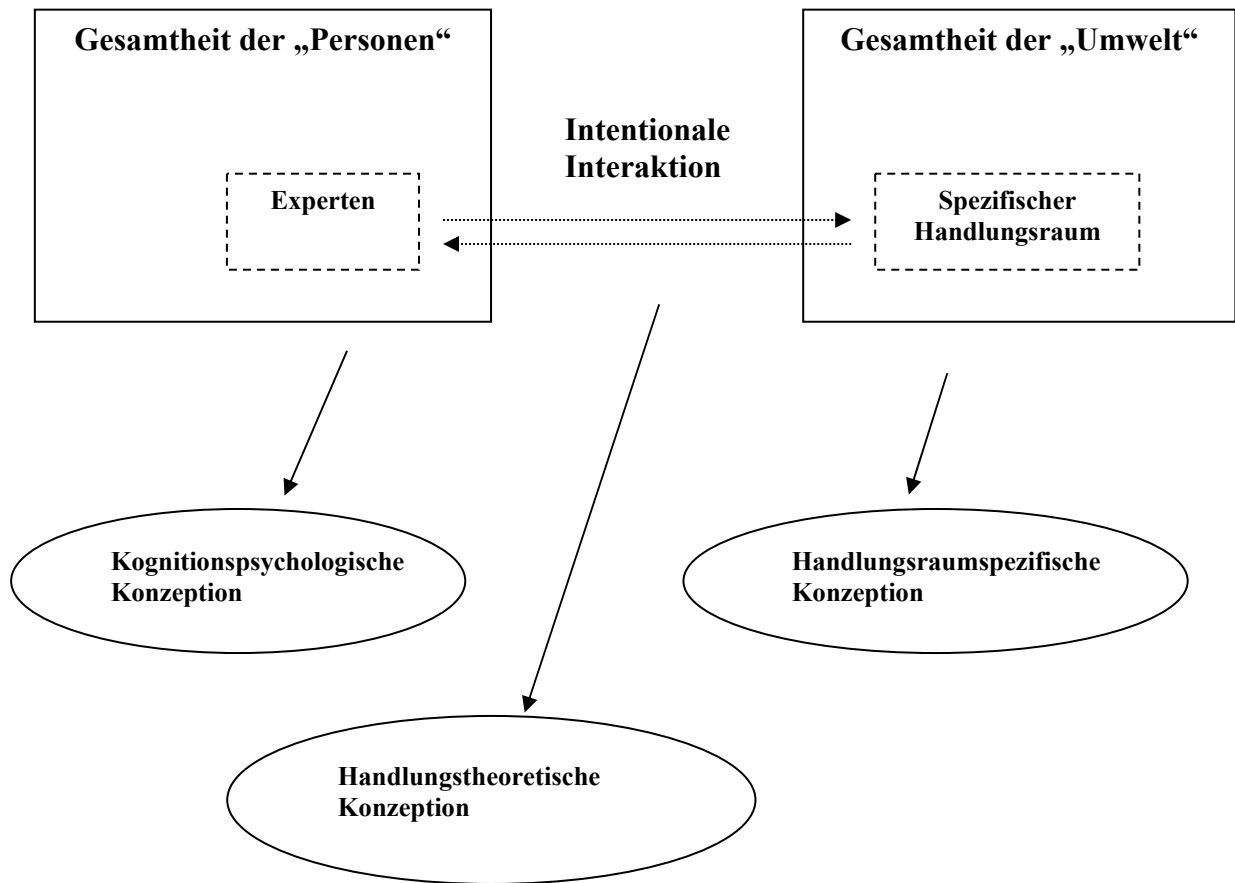 Gesamtheit der „Personen“
Gesamtheit der „Umwelt“
Intentionale
Interaktion
Experten
Spezifischer
Handlungsraum
Kognitionspsychologische
Konzeption
Handlungsraumspezifische
Konzeption
Handlungstheoretische
Konzeption